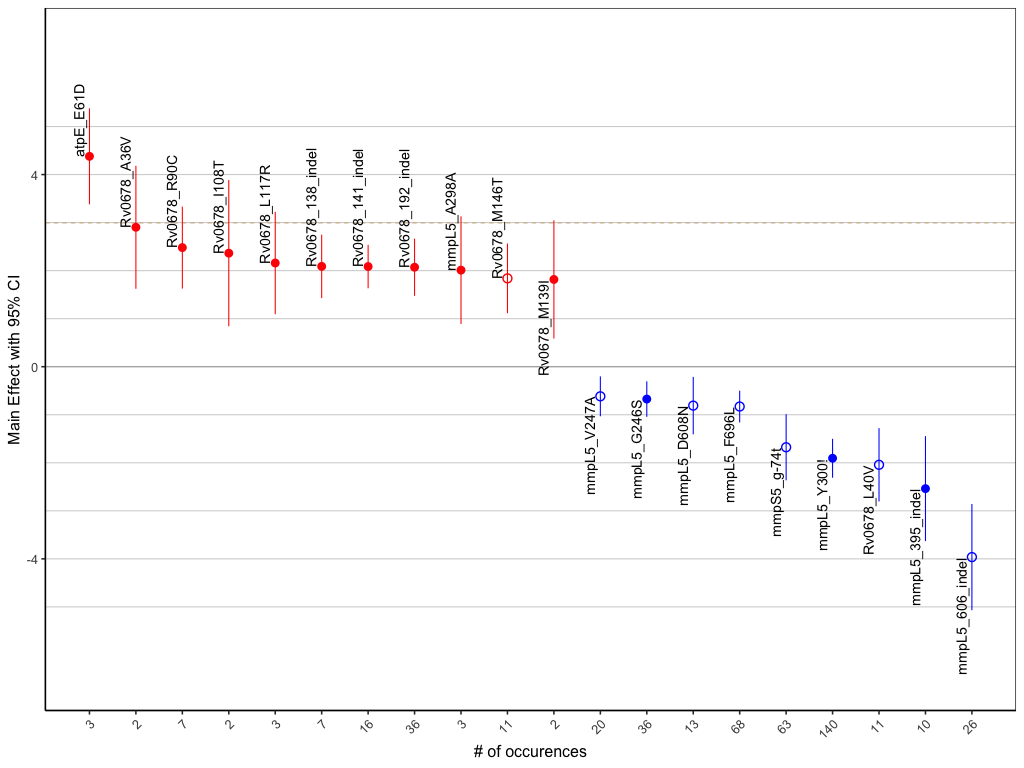 Main Effect with 95% CI
4
0
-4
atpE_E61D
Rv0678_A36V
Rv0678_R90C
Rv0678_I108T
Rv0678_L117R
Rv0678_138_indel
Rv0678_141_indel
Rv0678_192_indel
mmpL5_A298A
Rv0678_M146T
Rv0678_M139I
mmpL5_V247A
mmpL5_G246S
mmpL5_D608N
mmpL5_F696L
mmpS5_g-74t
mmpL5_Y300!
Rv0678_L40V
mmpL5_395_indel
mmpL5_606_indel
3
2
7
2
3
7
16
36
3
11
2
20
36
13
68
63
140
11
10
26
# of occurences